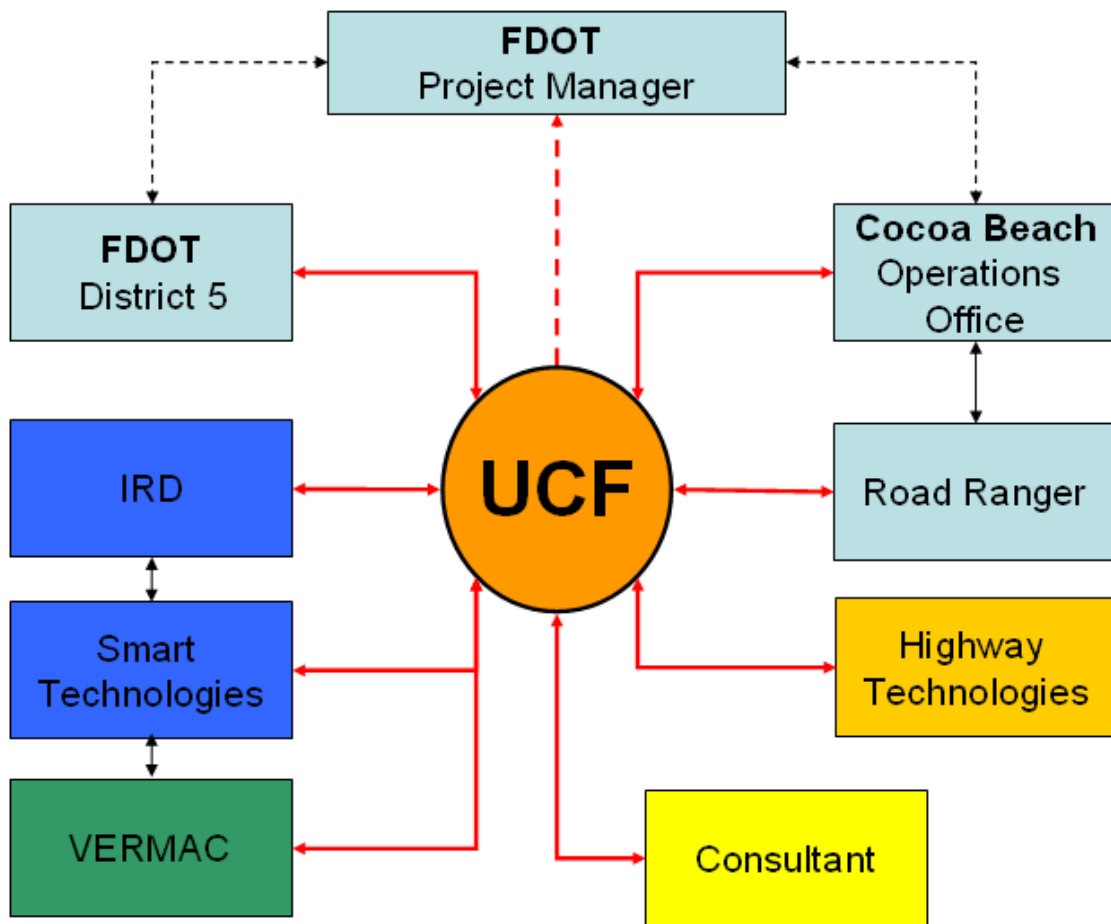 FDOT
Project Manager
FDOT
District 5
Cocoa Beach
Operations
Office
IRD
UCF
Road Ranger
Smart
Technologies
Highway
Technologies
VERMAC
Consultant